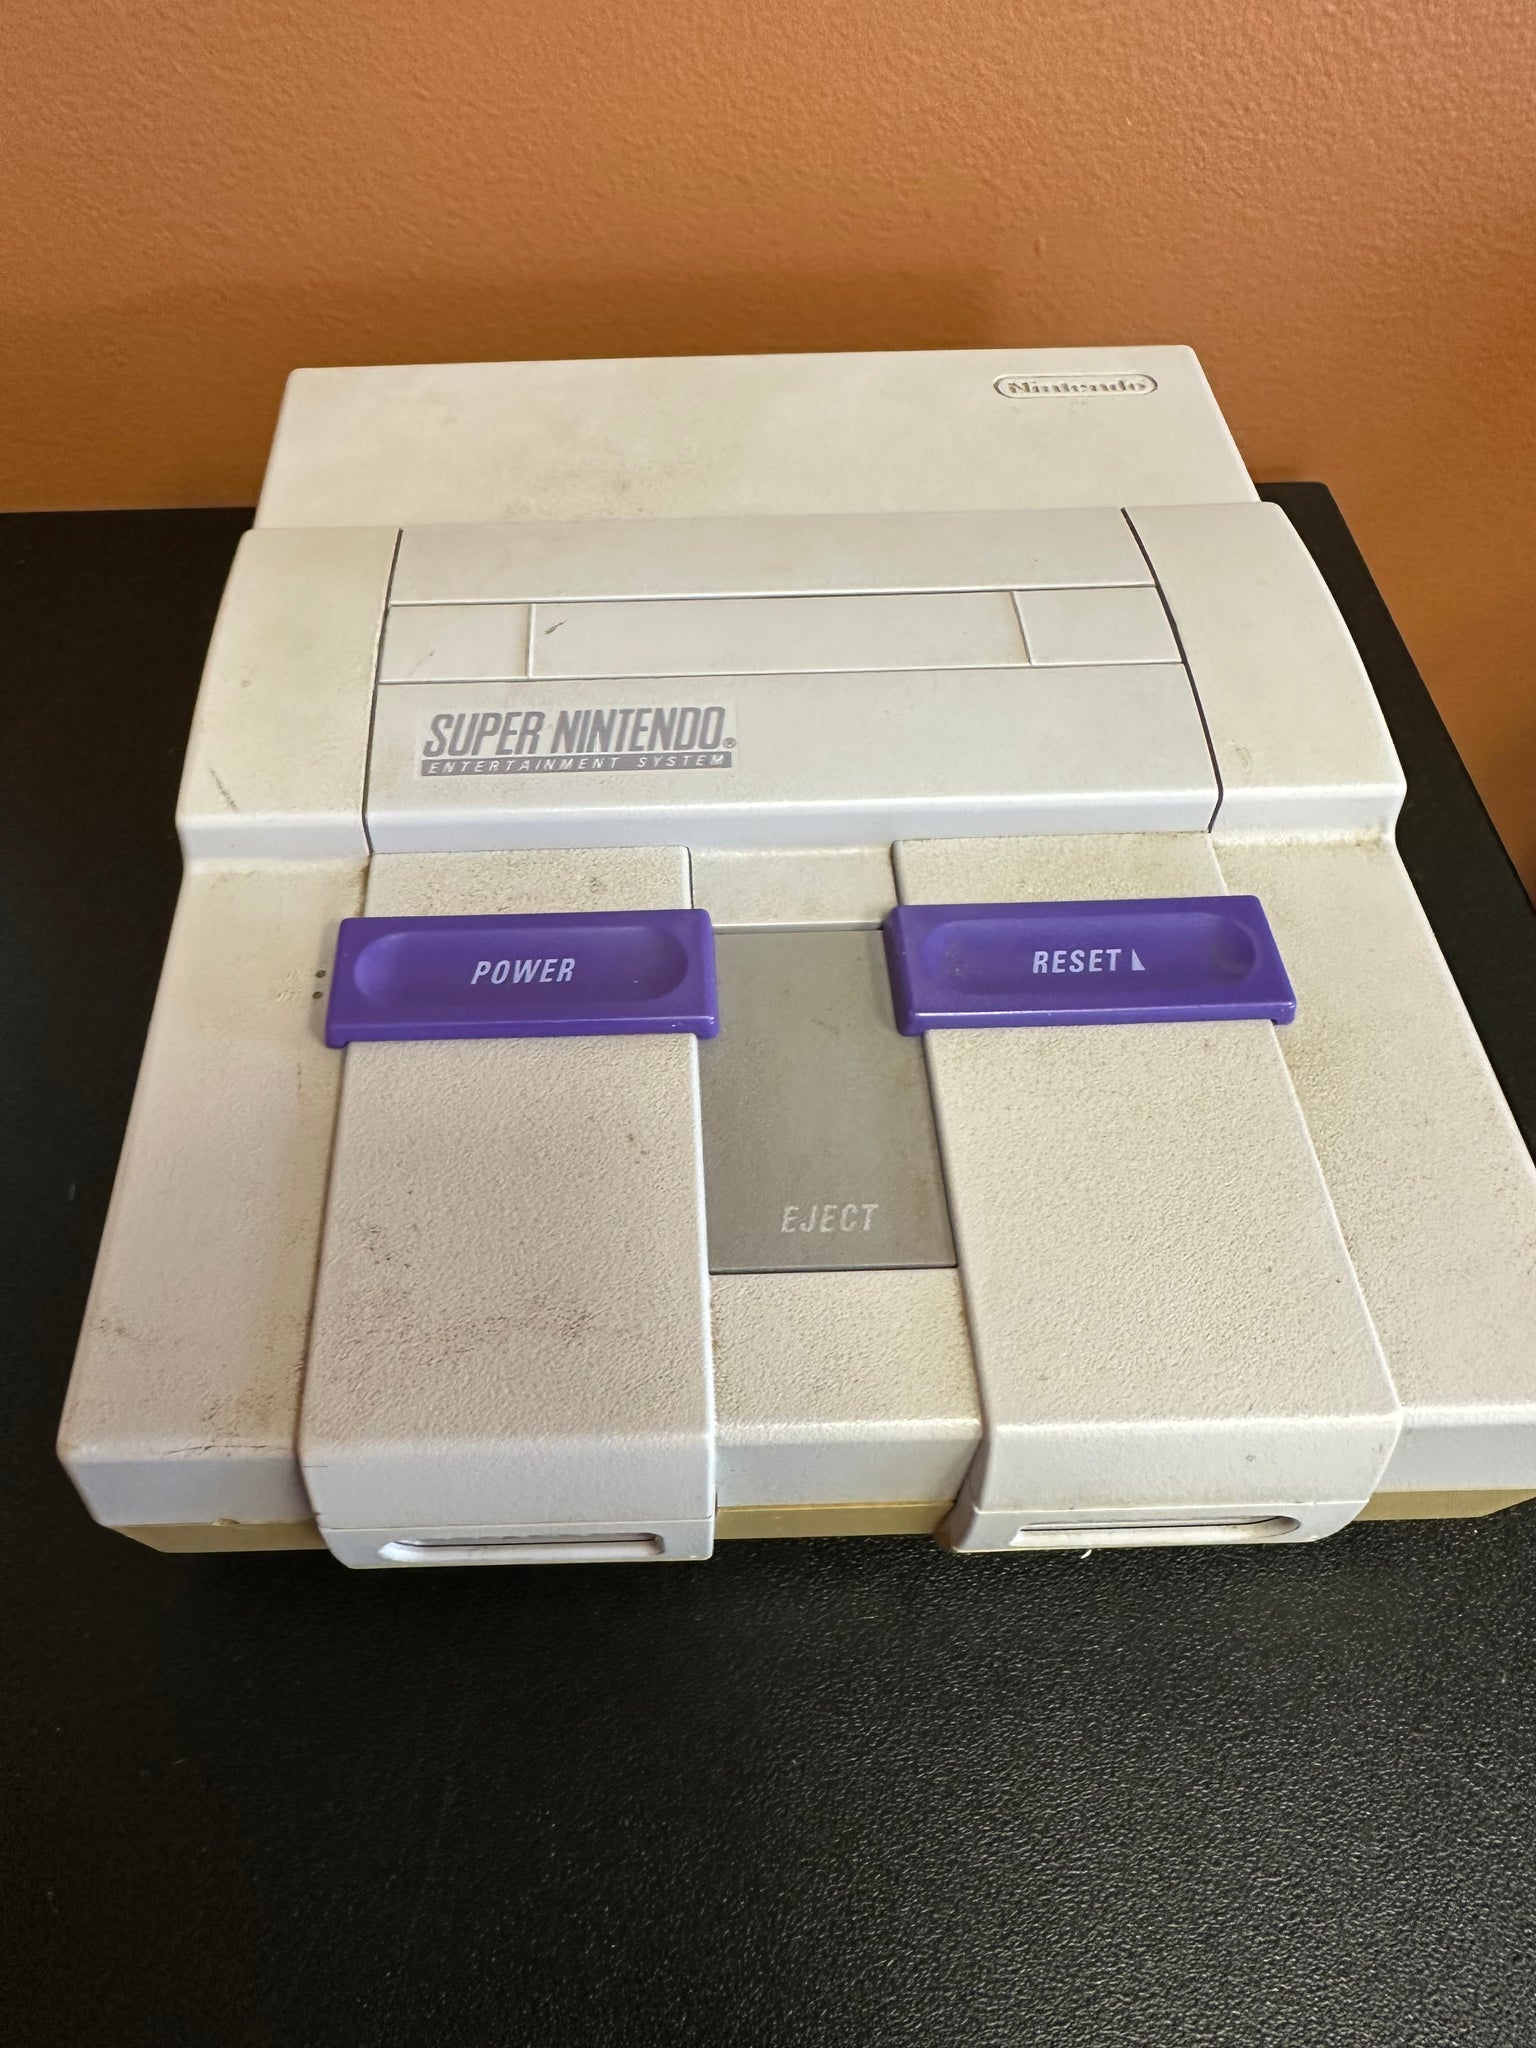 Nintendo
SUPER NINTENDO®
ENTERTAINMENT SYSTEM
POWER
RESET
EJECT